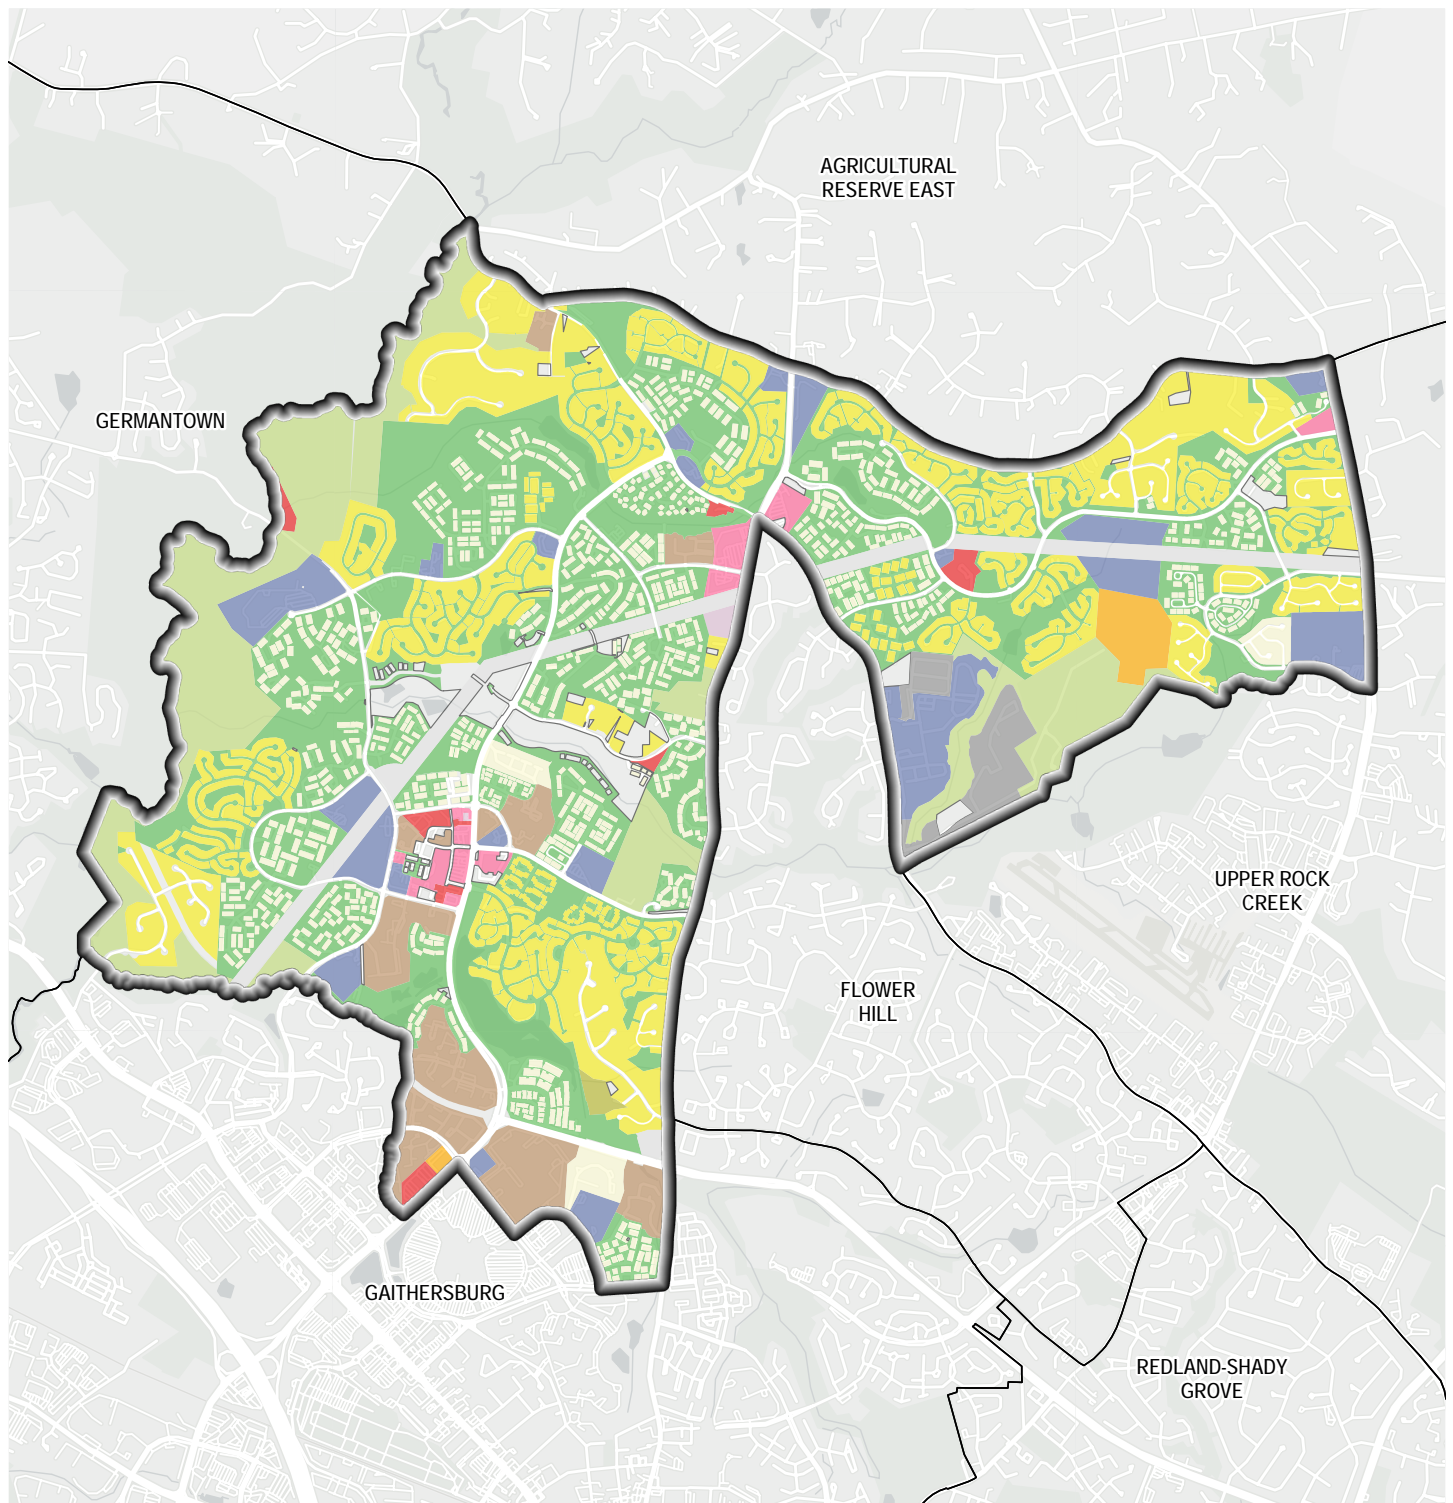 AGRICULTURAL
RESERVE EAST
GERMANTOWN
UPPER ROCK
CREEK
FLOWER
HILL
GAITHERSBURG
REDLAND-SHADY
GROVE